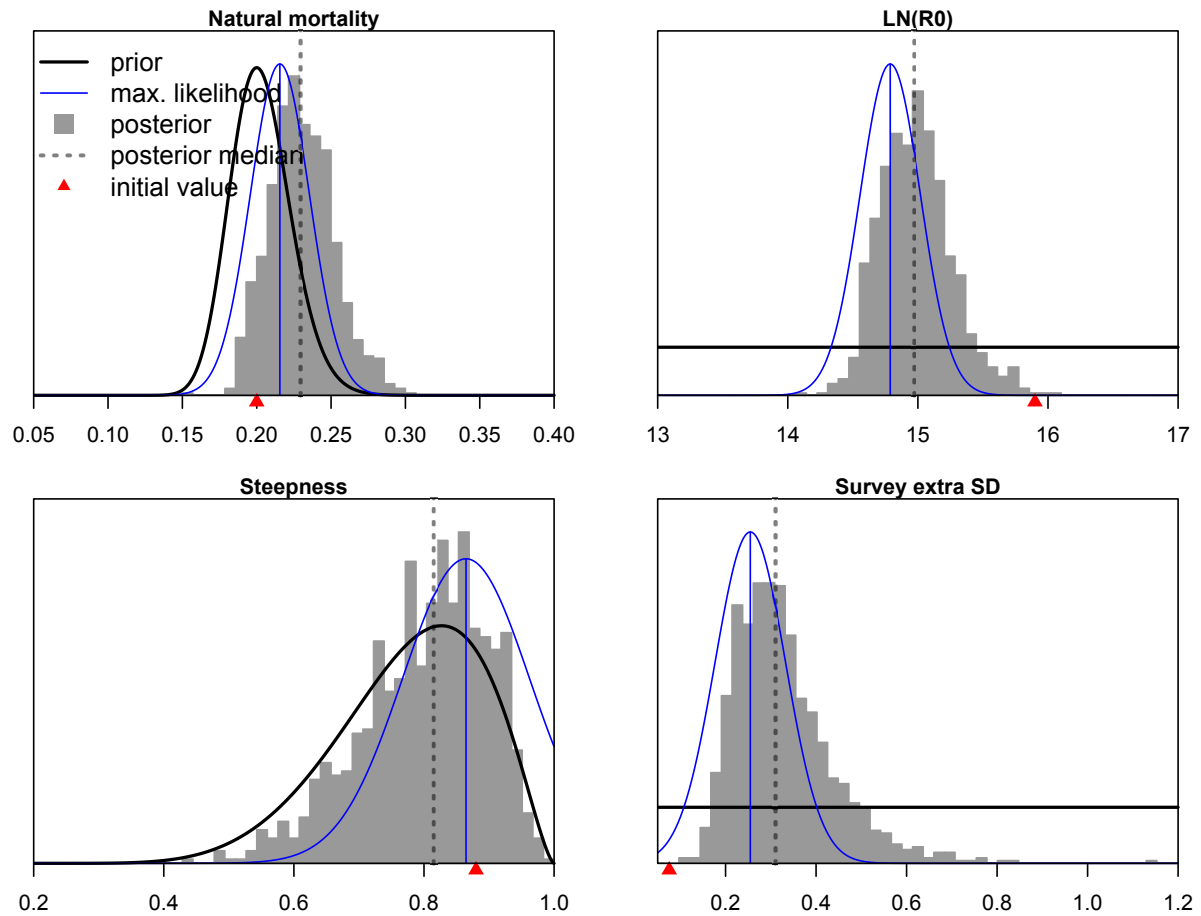 Natural mortality
prior
max. likelihood
posterior
posterior median
initial value
0.05 0.10 0.15 0.20 0.25 0.30 0.35 0.40
LN(R0)
13 14 15 16 17
Steepness
0.2 0.4 0.6 0.8 1.0
Survey extra SD
0.2 0.4 0.6 0.8 1.0 1.2